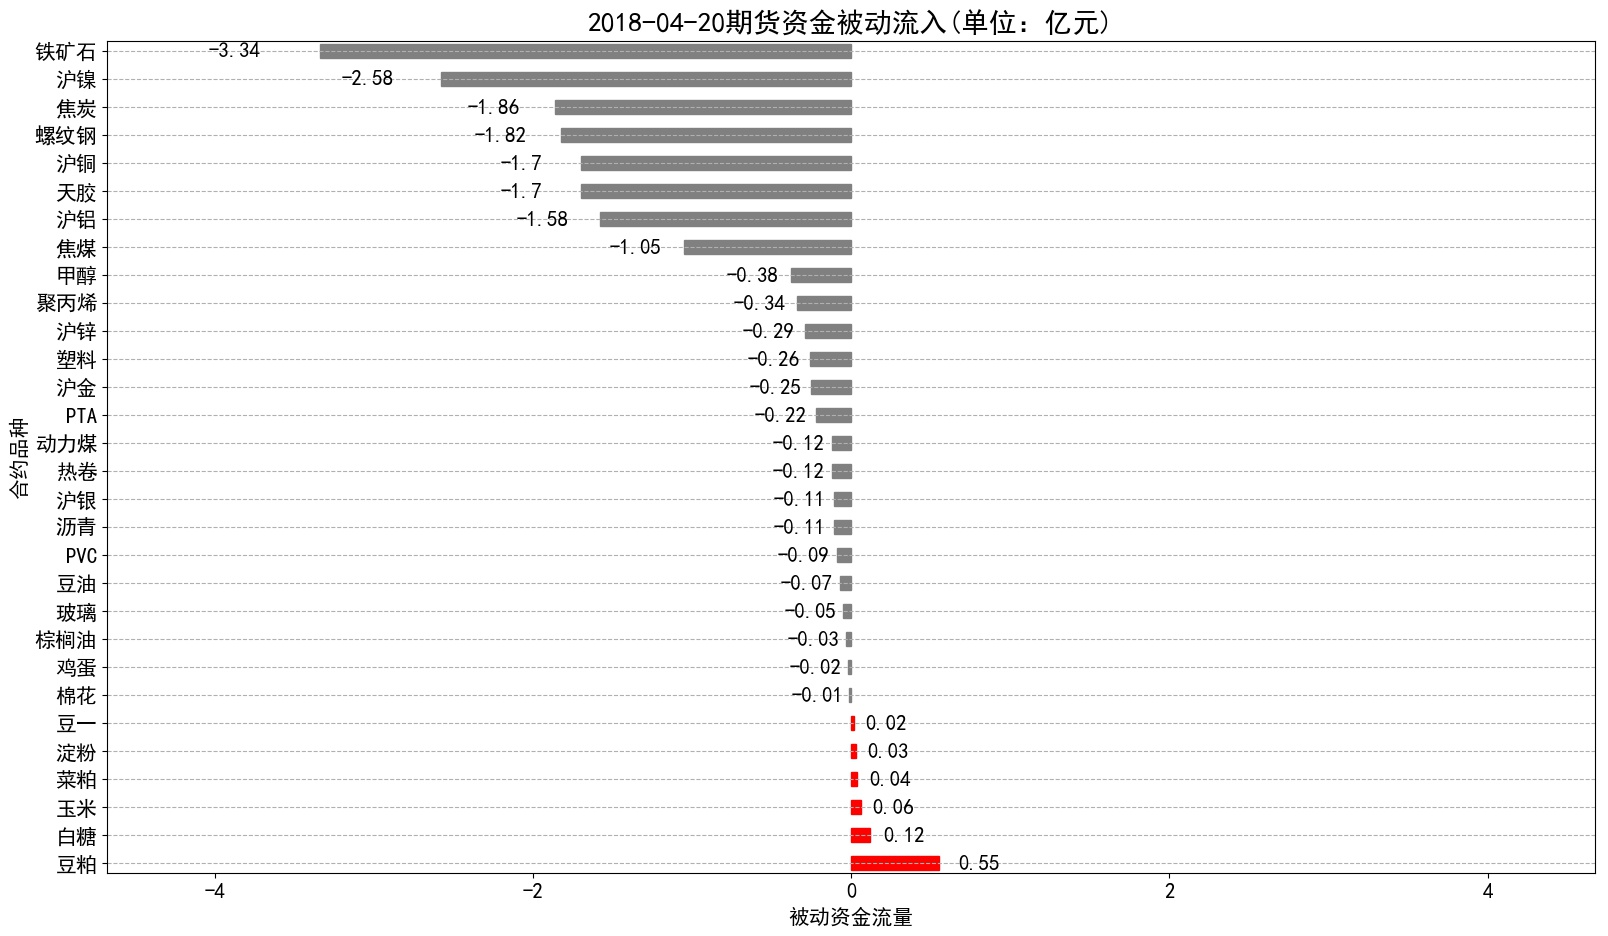 2018-04-20期货资金被动流入(单位：亿元)
铁矿石 -3.34
沪镍 -2.58
焦炭 -1.86
螺纹钢 -1.82
沪铜 -1.7
天胶 -1.7
沪铝 -1.58
焦煤 -1.05
甲醇 -0.38
聚丙烯 -0.34
沪锌 -0.29
塑料 -0.26
沪金 -0.25
PTA -0.22
动力煤 -0.12
热卷 -0.12
沪银 -0.11
沥青 -0.11
PVC -0.09
豆油 -0.07
玻璃 -0.05
棕榈油 -0.03
鸡蛋 -0.02
棉花 -0.01
豆一 0.02
淀粉 0.03
菜粕 0.04
玉米 0.06
白糖 0.12
豆粕 0.55
合约品种
-4 -2 0 2 4
被动资金流量